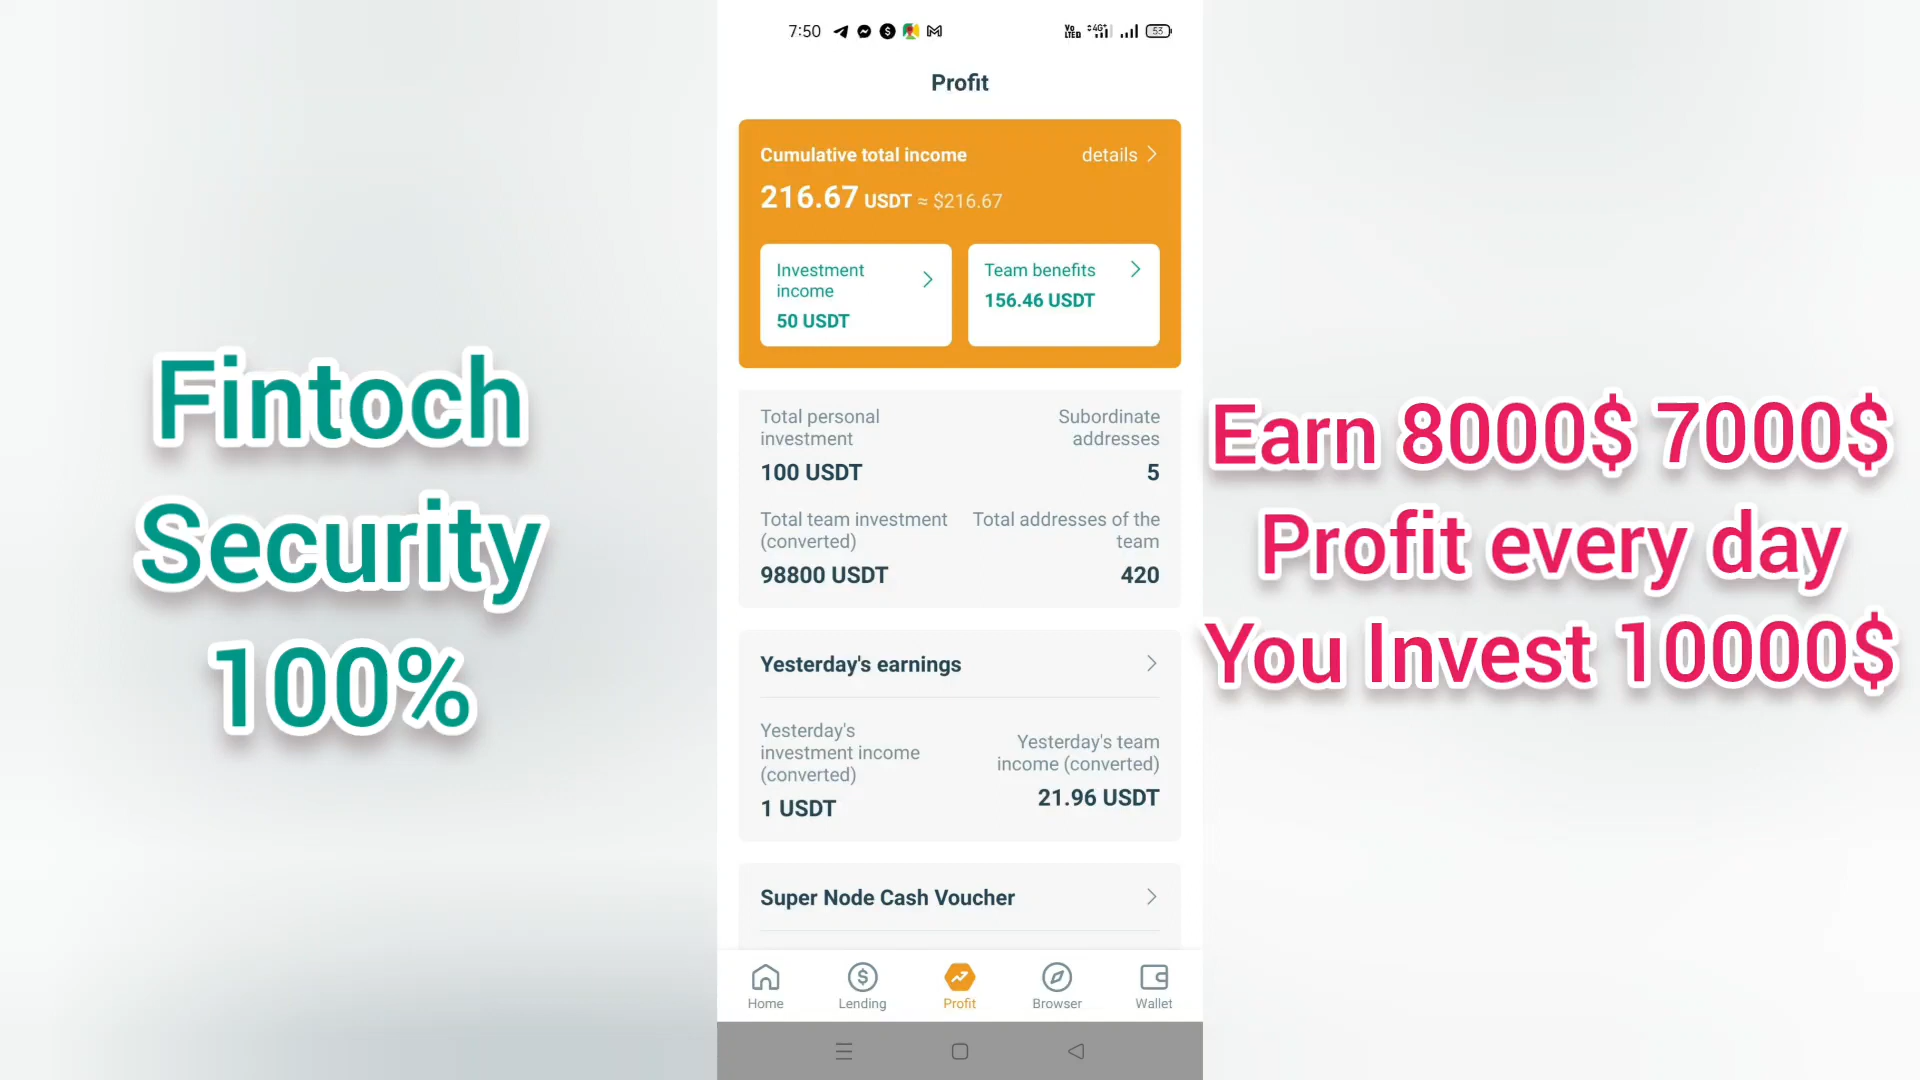 Fintoch
Security
100%
7:50
Vo LTED 4G+ 53
Profit
Cumulative total income details
216.67 USDT ≈ $216.67
Investment
income
50 USDT
Team benefits
156.46 USDT
Total personal
investment
100 USDT
Subordinate
addresses
5
Total team investment
(converted)
98800 USDT
Total addresses of the
team
420
Yesterday's earnings
Yesterday's
investment income
(converted)
1 USDT
Yesterday's team
income (converted)
21.96 USDT
Super Node Cash Voucher
Home Lending Profit Browser Wallet
Earn 8000$ 7000$
Profit every day
You Invest 10000$